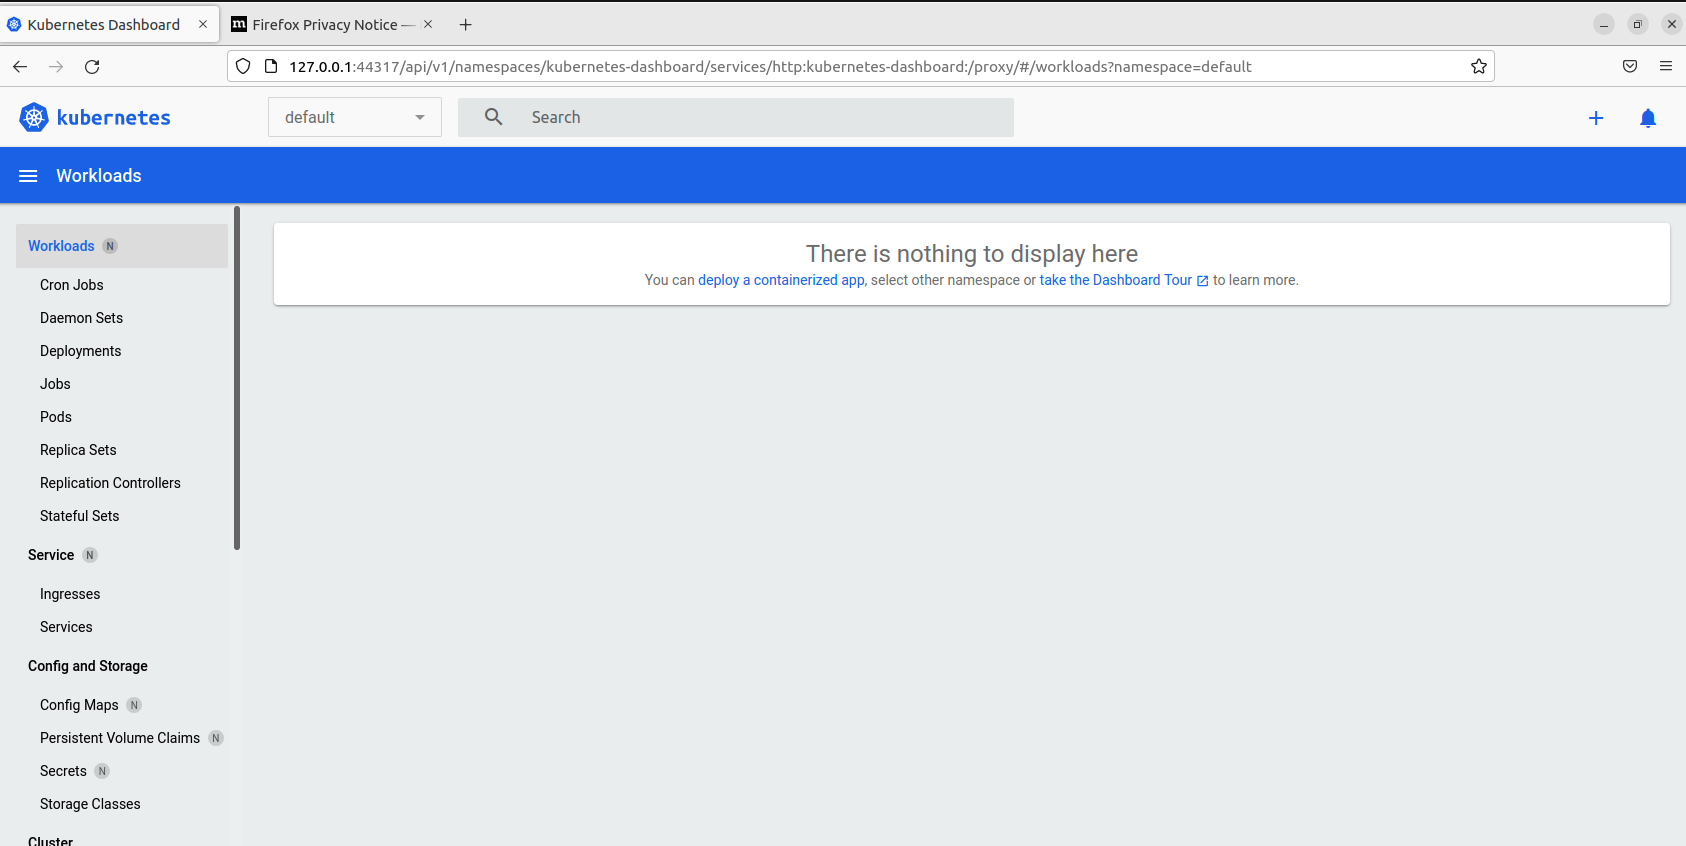 Kubernetes Dashboard
Firefox Privacy Notice —
127.0.0.1:44317/api/v1/namespaces/kubernetes-dashboard/services/http:kubernetes-dashboard:/proxy/#/workloads?namespace=default
kubernetes
default
Search
Workloads
Workloads N
Cron Jobs
Daemon Sets
Deployments
Jobs
Pods
Replica Sets
Replication Controllers
Stateful Sets
Service N
Ingresses
Services
Config and Storage
Config Maps N
Persistent Volume Claims N
Secrets N
Storage Classes
Cluster
There is nothing to display here
You can deploy a containerized app, select other namespace or take the Dashboard Tour to learn more.